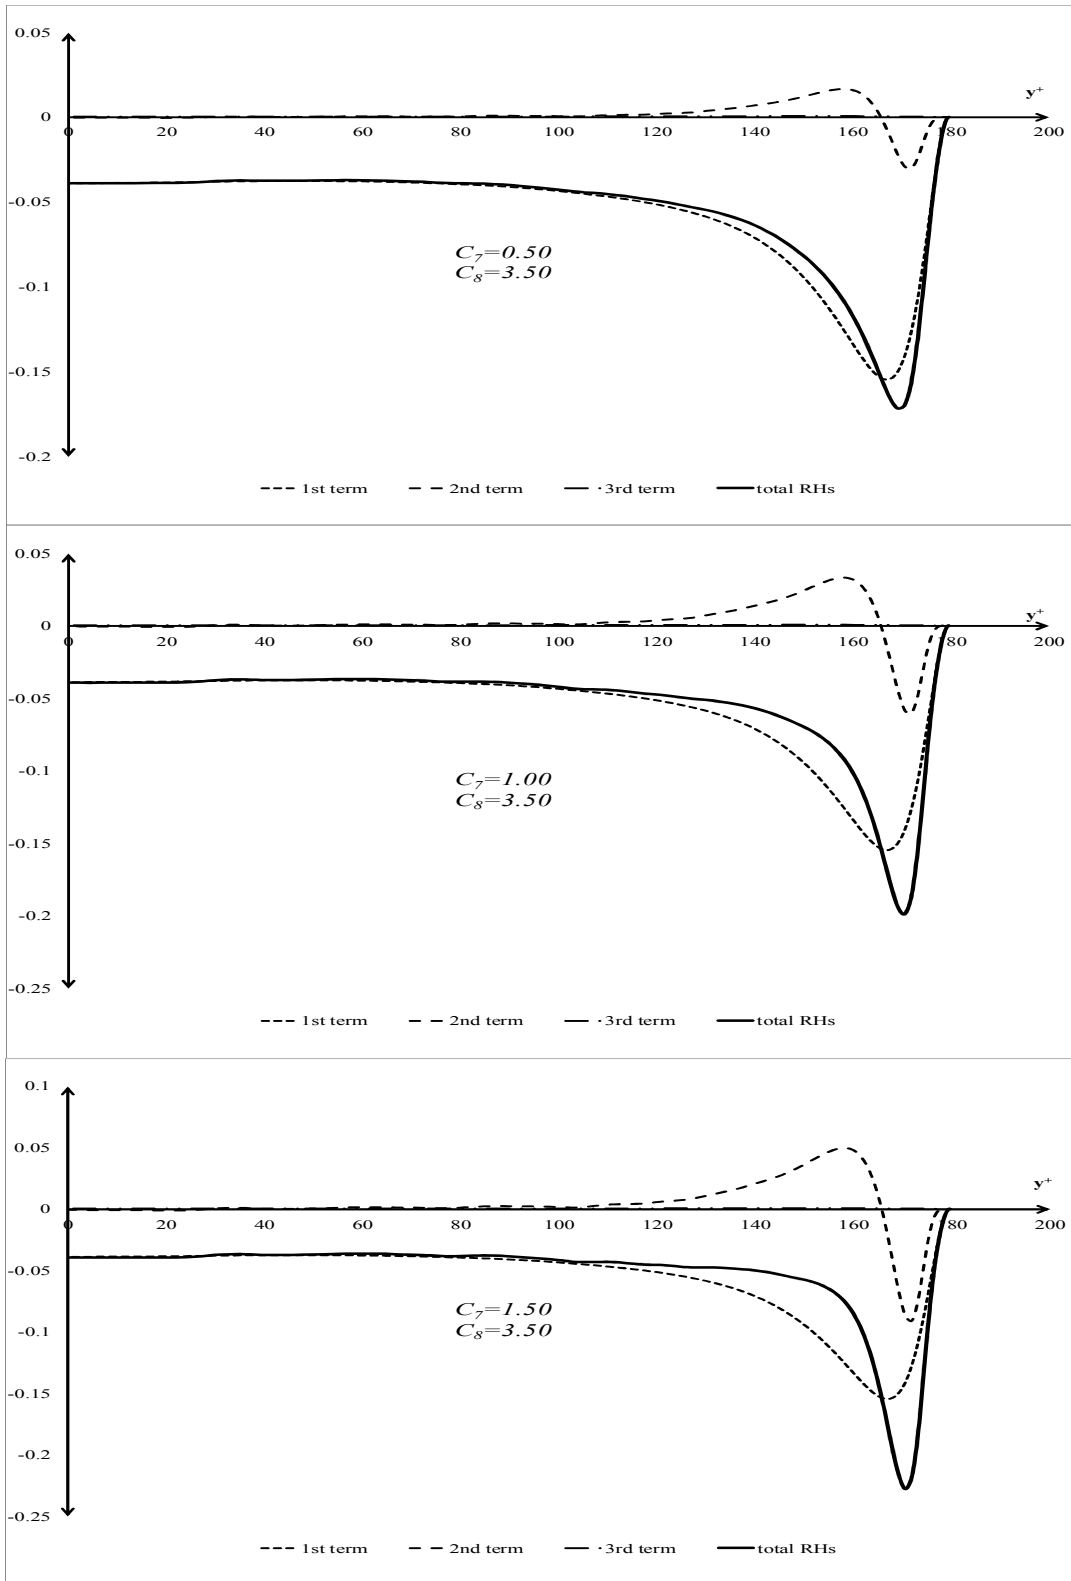 0.05
y⁺
0
0 20 40 60 80 100 120 140 160 180 200
-0.05
C₇=0.50
C₈=3.50
-0.1
-0.15
-0.2
1st term 2nd term 3rd term total RHs
0.05
y⁺
0
0 20 40 60 80 100 120 140 160 180 200
-0.05
-0.1
C₇=1.00
C₈=3.50
-0.15
-0.2
-0.25
1st term 2nd term 3rd term total RHs
0.1
0.05
y⁺
0
0 20 40 60 80 100 120 140 160 180 200
-0.05
C₇=1.50
C₈=3.50
-0.1
-0.15
-0.2
-0.25
1st term 2nd term 3rd term total RHs